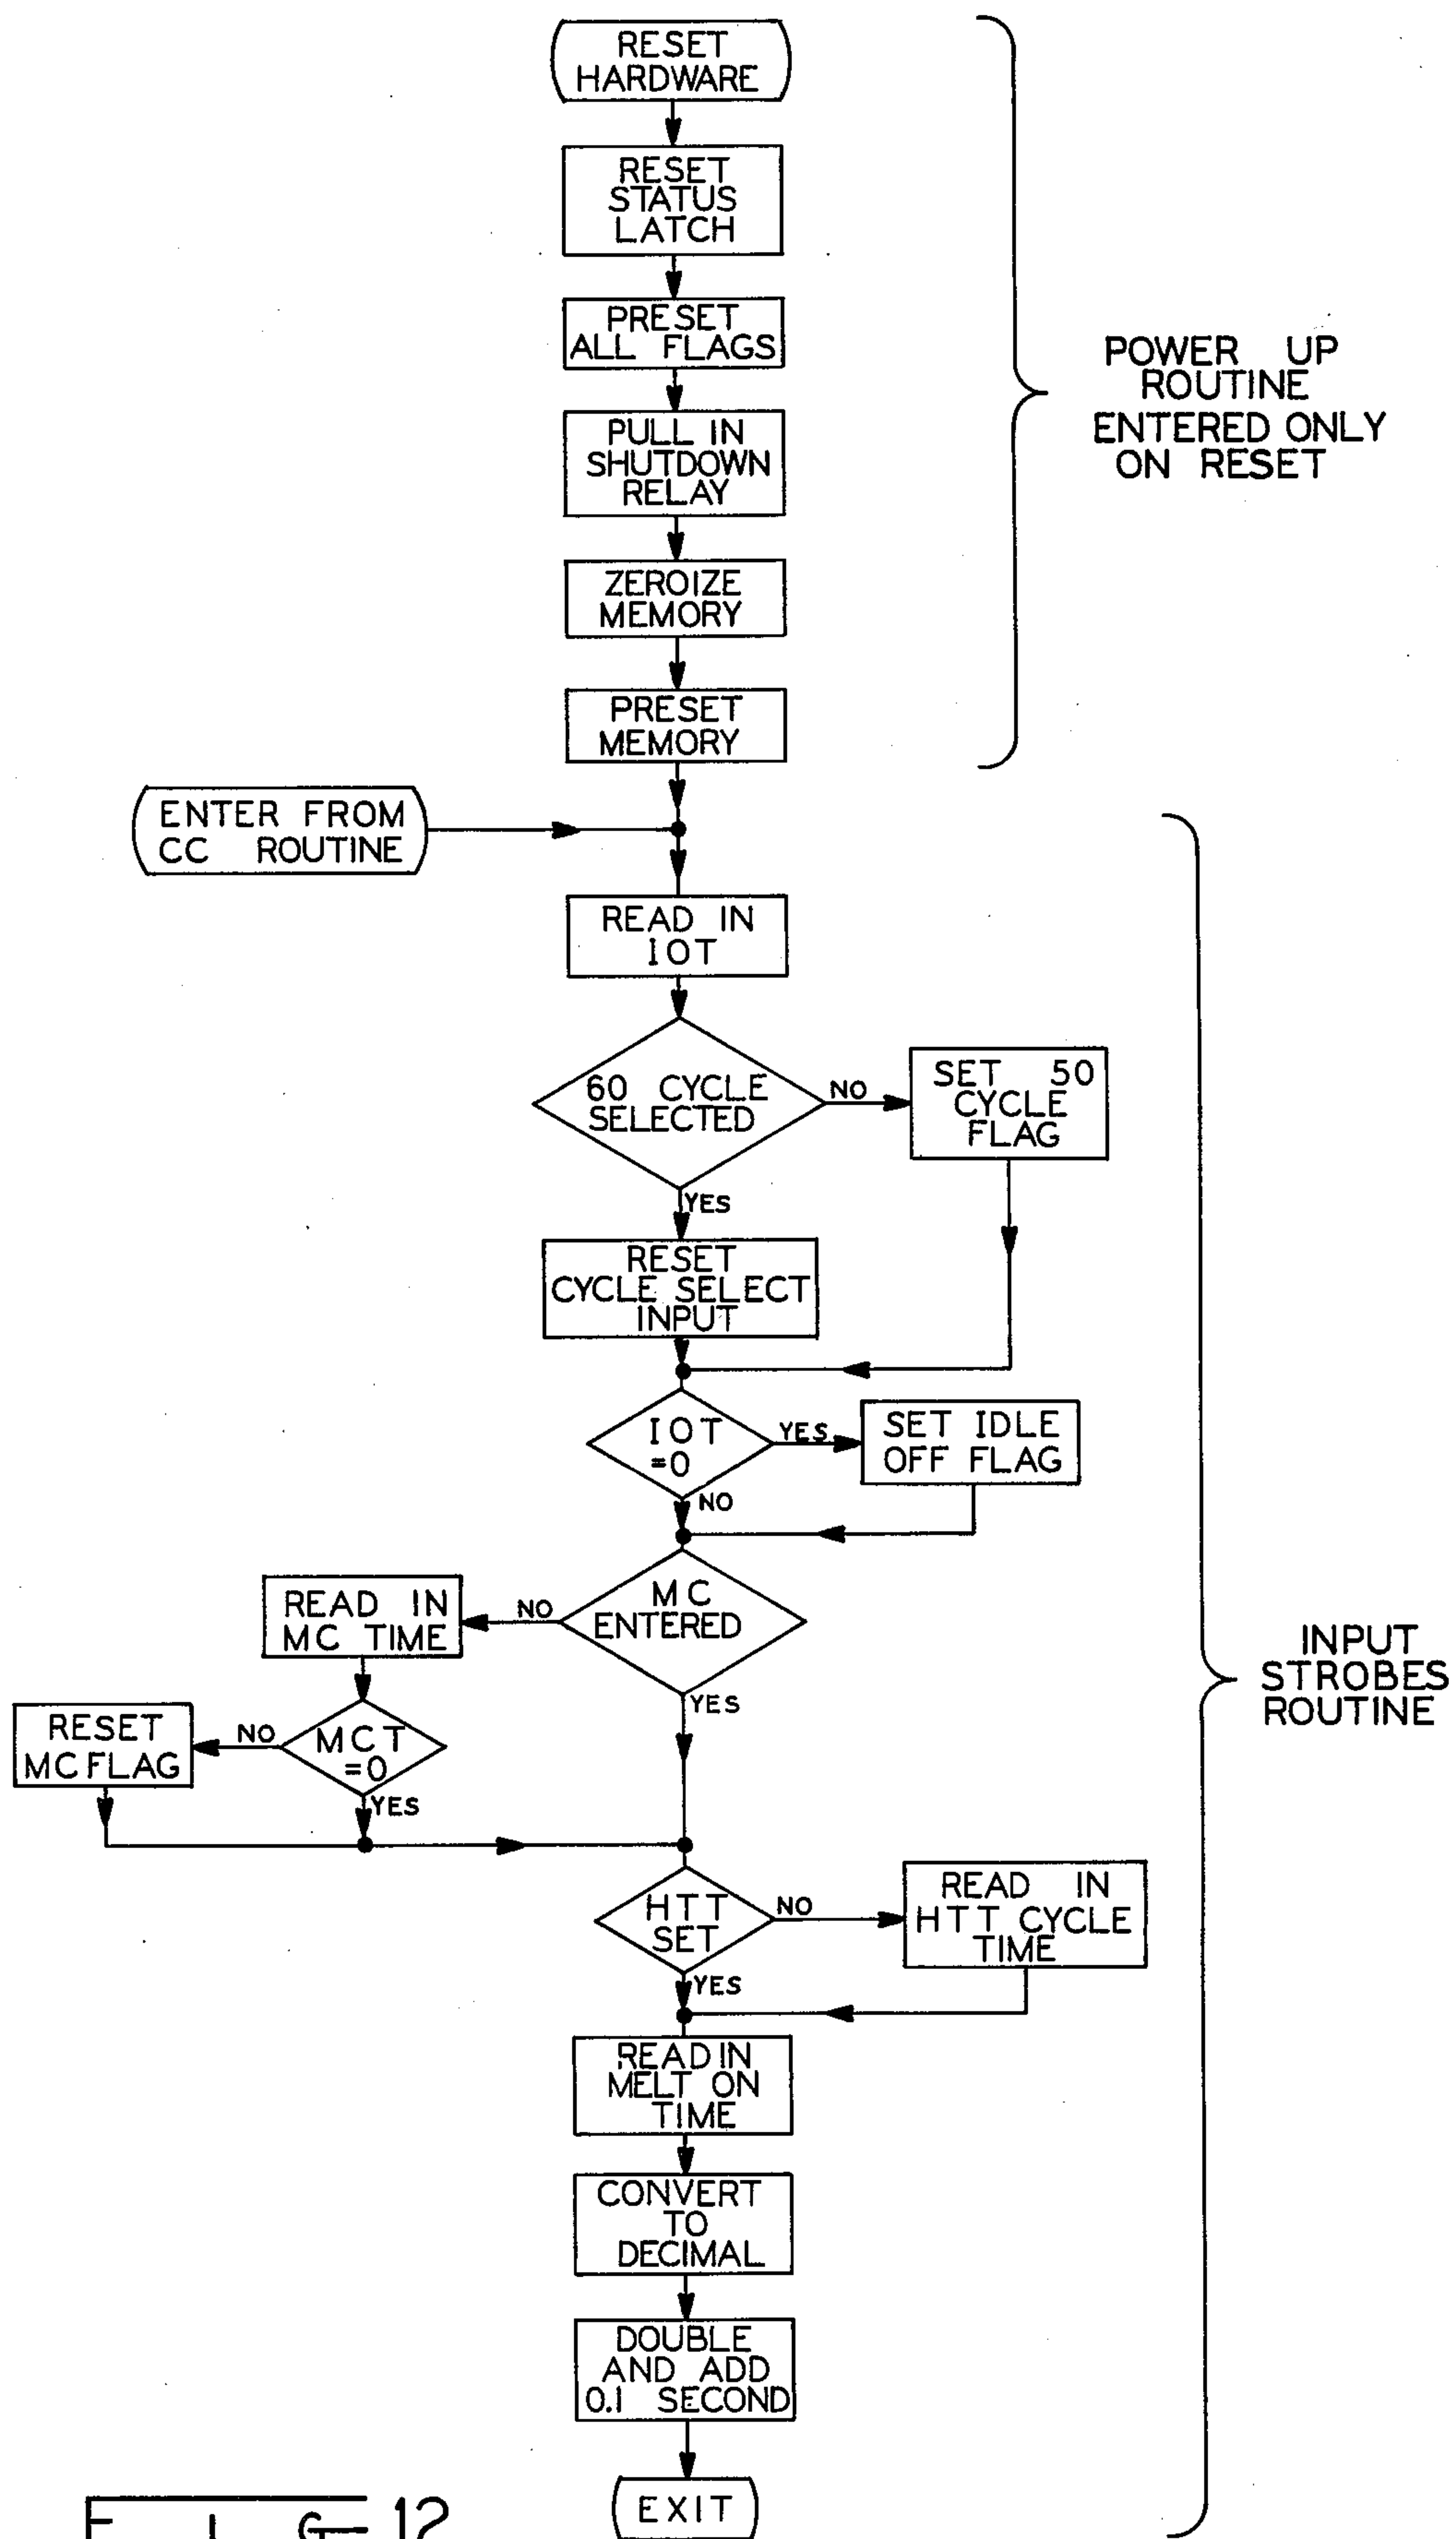 RESET
HARDWARE
RESET
STATUS
LATCH
PRESET
ALL FLAGS
PULL IN
SHUTDOWN
RELAY
POWER UP
ROUTINE
ENTERED ONLY
ON RESET
ZEROIZE
MEMORY
PRESET
MEMORY
ENTER FROM
CC ROUTINE
READ IN
IOT
60 CYCLE
SELECTED
NO
SET 50
CYCLE
FLAG
YES
RESET
CYCLE SELECT
INPUT
IOT
=0
YES
SET IDLE
OFF FLAG
NO
MC
ENTERED
NO
READ IN
MC TIME
YES
MCT
=0
NO
RESET
MC FLAG
YES
INPUT
STROBES
ROUTINE
HTT
SET
NO
READ IN
HTT CYCLE
TIME
YES
READ IN
MELT ON
TIME
CONVERT
TO
DECIMAL
DOUBLE
AND ADD
0.1 SECOND
EXIT
FIG 12